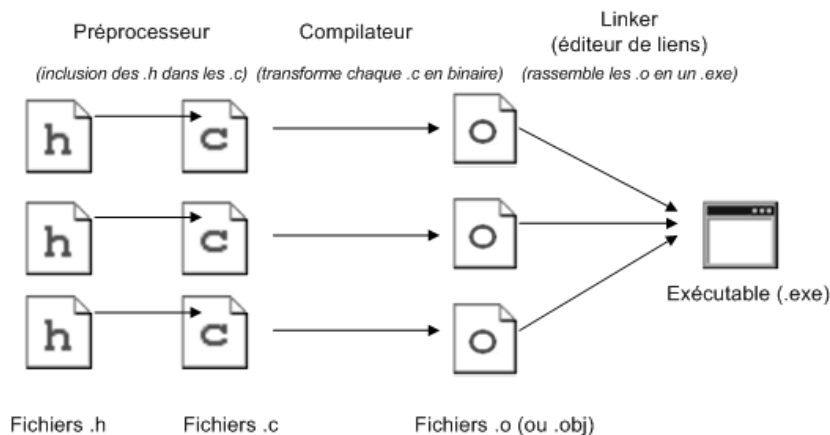 Préprocesseur
Compilateur
Linker
(éditeur de liens)
(inclusion des .h dans les .c)
(transforme chaque .c en binaire)
(rassemble les .o en un .exe)
h
c
o
h
c
o
h
c
o
Exécutable (.exe)
Fichiers .h
Fichiers .c
Fichiers .o (ou .obj)